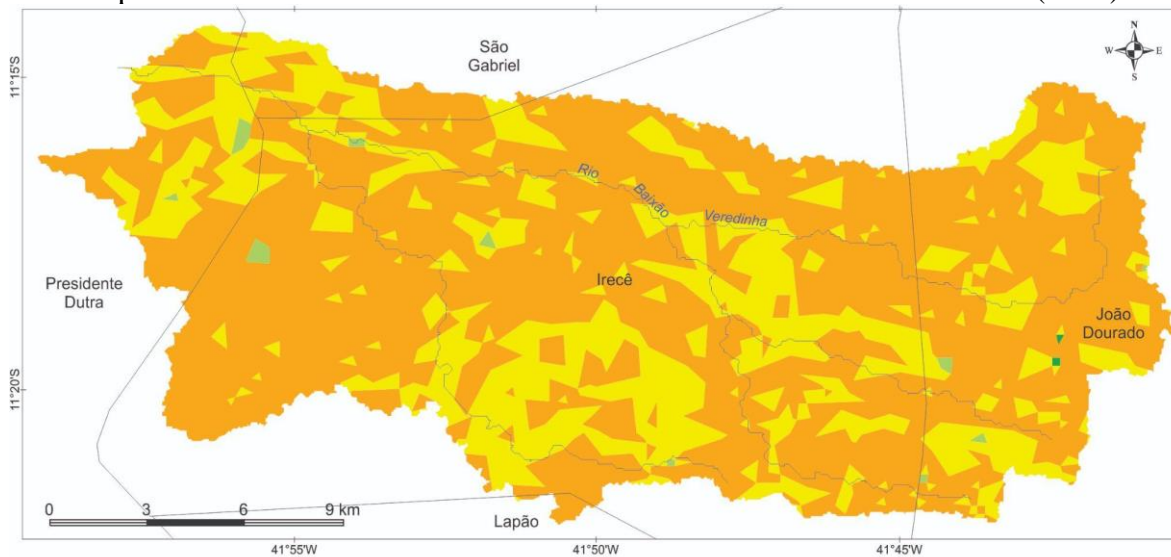 São
Gabriel
N
W E
S
11°15'S
Rio
Baixão
Veredinha
Irecê
Presidente
Dutra
João
Dourado
11°20'S
0 3 6 9 km
Lapão
41°55'W 41°50'W 41°45'W